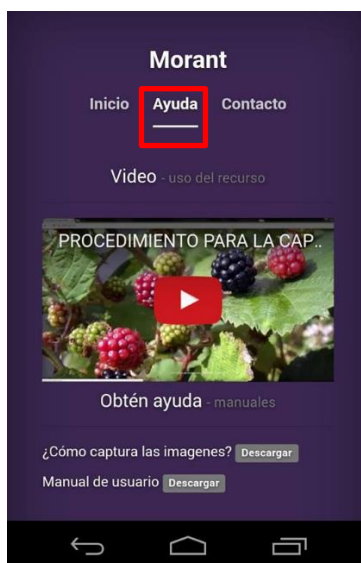 Morant
Inicio Ayuda Contacto
Video - uso del recurso
PROCEDIMIENTO PARA LA CAP..
Obtén ayuda - manuales
¿Cómo captura las imagenes? Descargar
Manual de usuario Descargar